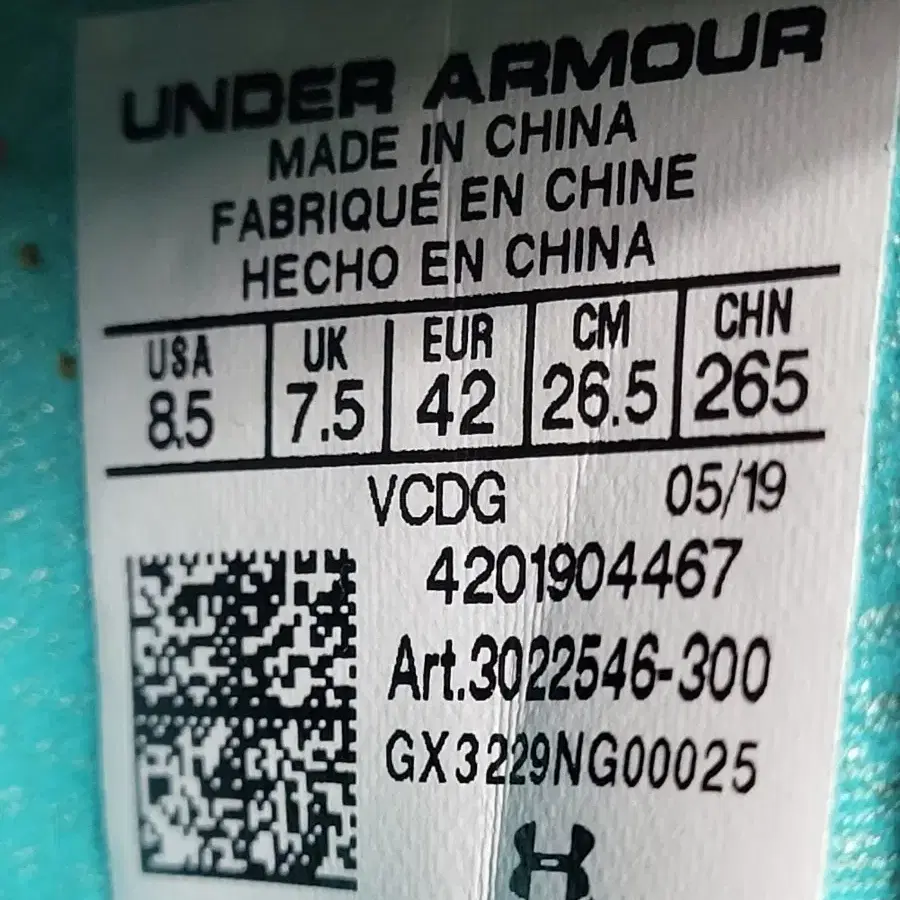 UNDER ARMOUR
MADE IN CHINA
FABRIQUÉ EN CHINE
HECHO EN CHINA
USA UK EUR CM CHN
8.5 7.5 42 26.5 265
VCDG 05/19
4201904467
Art.3022546-300
GX3229NG00025